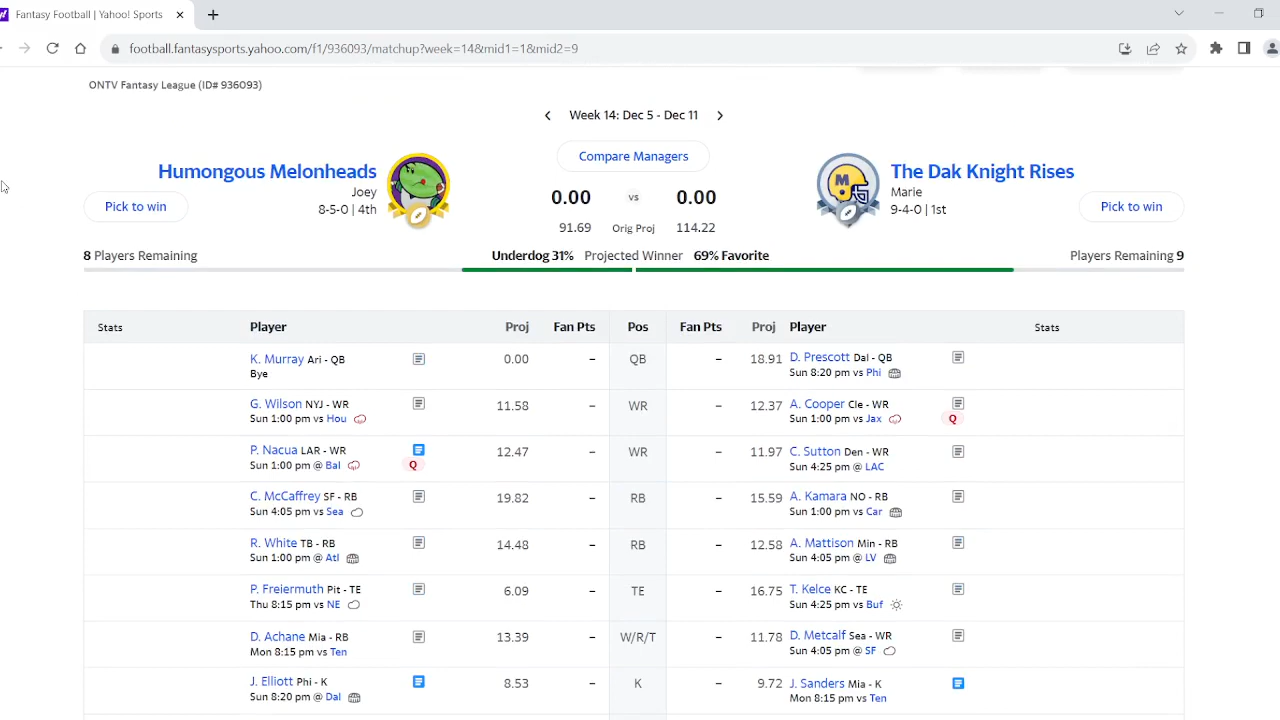 Fantasy Football | Yahoo! Sports
football.fantasysports.yahoo.com/f1/936093/matchup?week=14&mid1=1&mid2=9
ONTV Fantasy League (ID# 936093)
Week 14: Dec 5 - Dec 11
Compare Managers
Humongous Melonheads
Joey
8-5-0 | 4th
Pick to win
0.00 vs 0.00
91.69 Orig Proj 114.22
The Dak Knight Rises
Marie
9-4-0 | 1st
Pick to win
M
8 Players Remaining Underdog 31% Projected Winner 69% Favorite Players Remaining 9
Stats Player Proj Fan Pts Pos Fan Pts Proj Player Stats
K. Murray Ari - QB 0.00 – QB – 18.91 D. Prescott Dal - QB
Bye Sun 8:20 pm vs Phi
G. Wilson NYJ - WR 11.58 – WR – 12.37 A. Cooper Cle - WR
Sun 1:00 pm vs Hou Sun 1:00 pm vs Jax Q
P. Nacua LAR - WR 12.47 – WR – 11.97 C. Sutton Den - WR
Sun 1:00 pm @ Bal Q Sun 4:25 pm @ LAC
C. McCaffrey SF - RB 19.82 – RB – 15.59 A. Kamara NO - RB
Sun 4:05 pm vs Sea Sun 1:00 pm vs Car
R. White TB - RB 14.48 – RB – 12.58 A. Mattison Min - RB
Sun 1:00 pm @ Atl Sun 4:05 pm @ LV
P. Freiermuth Pit - TE 6.09 – TE – 16.75 T. Kelce KC - TE
Thu 8:15 pm vs NE Sun 4:25 pm vs Buf
D. Achane Mia - RB 13.39 – W/R/T – 11.78 D. Metcalf Sea - WR
Mon 8:15 pm vs Ten Sun 4:05 pm @ SF
J. Elliott Phi - K 8.53 – K – 9.72 J. Sanders Mia - K
Sun 8:20 pm @ Dal Mon 8:15 pm vs Ten